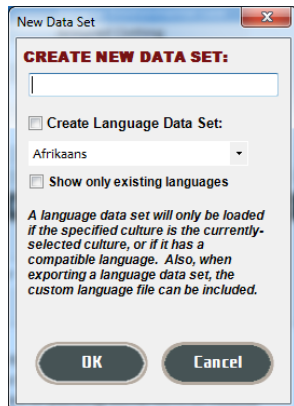 New Data Set
CREATE NEW DATA SET:
Create Language Data Set:
Afrikaans
Show only existing languages
A language data set will only be loaded
if the specified culture is the currently-
selected culture, or if it has a
compatible language. Also, when
exporting a language data set, the
custom language file can be included.
OK Cancel